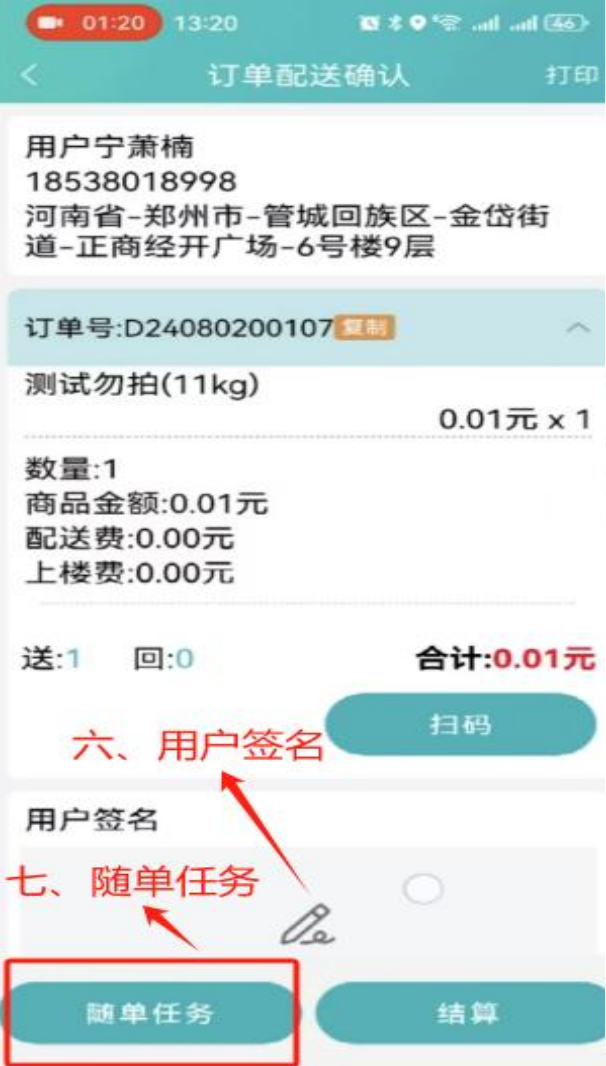 01:20 13:20 46
订单配送确认 打印
用户宁萧楠
18538018998
河南省-郑州市-管城回族区-金岱街
道-正商经开广场-6号楼9层
订单号:D24080200107 复制
测试勿拍(11kg)
0.01元 x 1
数量:1
商品金额:0.01元
配送费:0.00元
上楼费:0.00元
送:1 回:0 合计:0.01元
扫码
六、用户签名
用户签名
七、随单任务
随单任务 结算